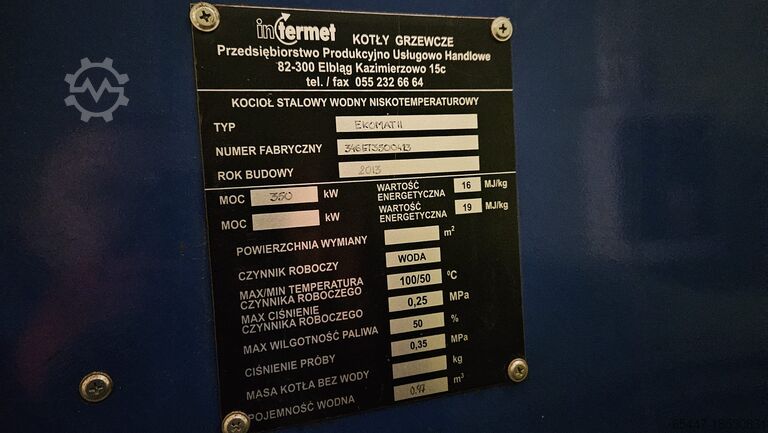 intermet KOTŁY GRZEWCZE
Przedsiębiorstwo Produkcyjno Usługowo Handlowe
82-300 Elbląg Kazimierzowo 15c
tel. / fax 055 232 66 64
KOCIOŁ STALOWY WODNY NISKOTEMPERATUROWY
TYP EKOMAT II
NUMER FABRYCZNY
ROK BUDOWY 2013
MOC 350 kW WARTOŚĆ ENERGETYCZNA 16 MJ/kg
MOC kW WARTOŚĆ ENERGETYCZNA 19 MJ/kg
POWIERZCHNIA WYMIANY m²
CZYNNIK ROBOCZY WODA
MAX/MIN TEMPERATURA CZYNNIKA ROBOCZEGO 100/50 °C
MAX CIŚNIENIE CZYNNIKA ROBOCZEGO 0,25 MPa
MAX WILGOTNOŚĆ PALIWA 50 %
CIŚNIENIE PRÓBY 0,35 MPa
MASA KOTŁA BEZ WODY kg
POJEMNOŚĆ WODNA 0.97 m³